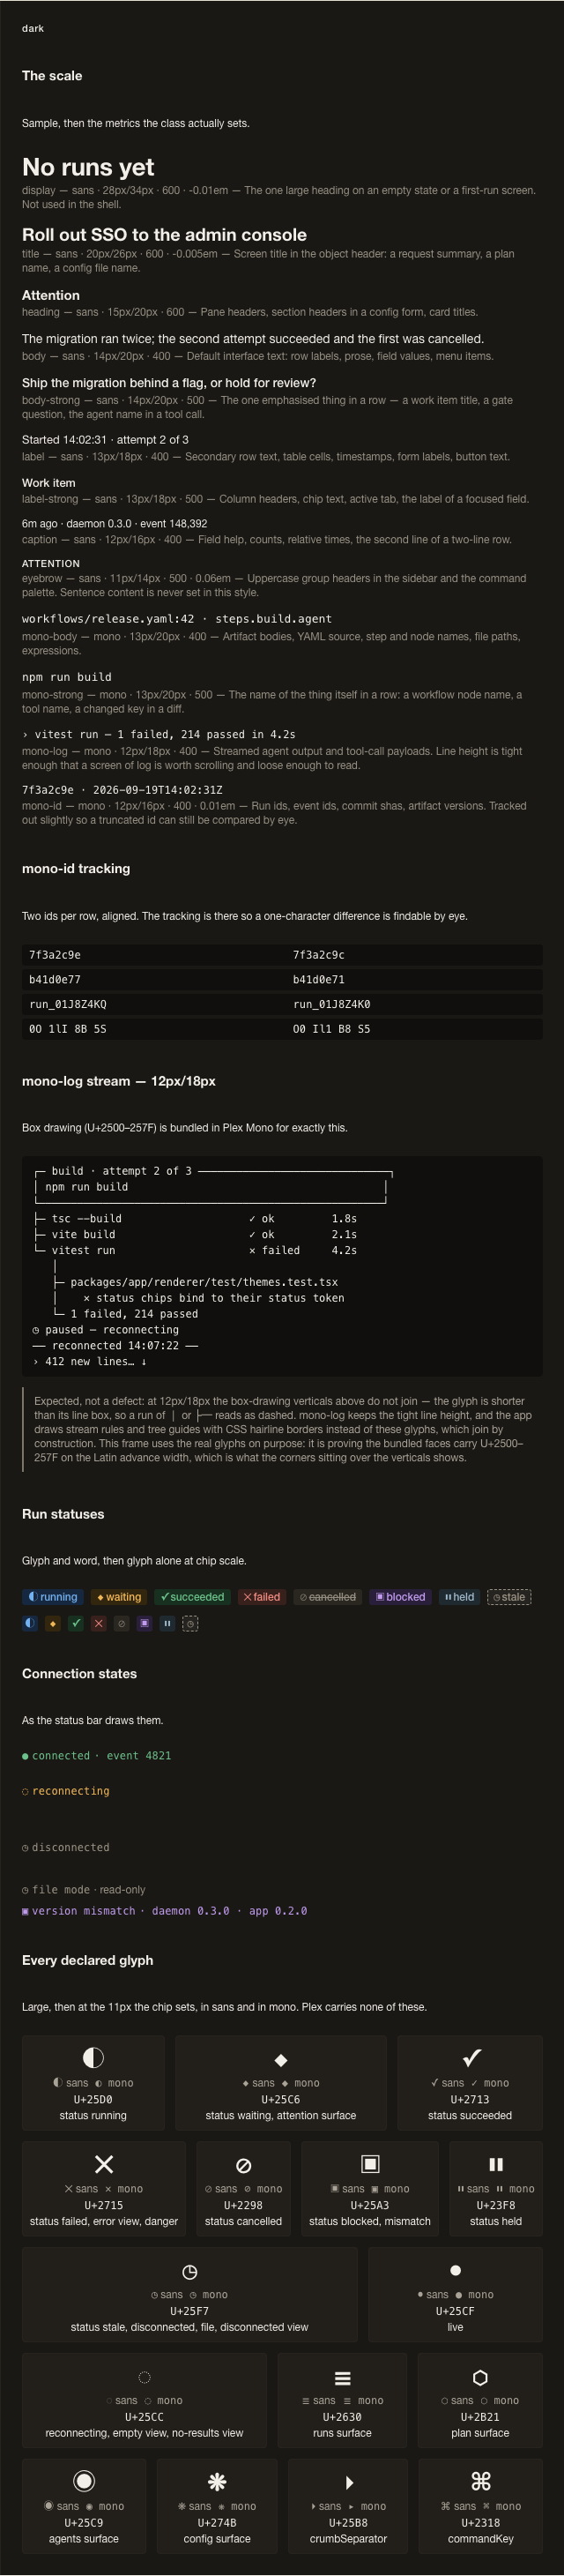 dark
The scale
Sample, then the metrics the class actually sets.
No runs yet
display — sans · 28px/34px · 600 · -0.01em — The one large heading on an empty state or a first-run screen.
Not used in the shell.
Roll out SSO to the admin console
title — sans · 20px/26px · 600 · -0.005em — Screen title in the object header: a request summary, a plan
name, a config file name.
Attention
heading — sans · 15px/20px · 600 — Pane headers, section headers in a config form, card titles.
The migration ran twice; the second attempt succeeded and the first was cancelled.
body — sans · 14px/20px · 400 — Default interface text: row labels, prose, field values, menu items.
Ship the migration behind a flag, or hold for review?
body-strong — sans · 14px/20px · 500 — The one emphasised thing in a row — a work item title, a gate
question, the agent name in a tool call.
Started 14:02:31 · attempt 2 of 3
label — sans · 13px/18px · 400 — Secondary row text, table cells, timestamps, form labels, button text.
Work item
label-strong — sans · 13px/18px · 500 — Column headers, chip text, active tab, the label of a focused field.
6m ago · daemon 0.3.0 · event 148,392
caption — sans · 12px/16px · 400 — Field help, counts, relative times, the second line of a two-line row.
ATTENTION
eyebrow — sans · 11px/14px · 500 · 0.06em — Uppercase group headers in the sidebar and the command
palette. Sentence content is never set in this style.
workflows/release.yaml:42 · steps.build.agent
mono-body — mono · 13px/20px · 400 — Artifact bodies, YAML source, step and node names, file paths,
expressions.
npm run build
mono-strong — mono · 13px/20px · 500 — The name of the thing itself in a row: a workflow node name, a
tool name, a changed key in a diff.
› vitest run — 1 failed, 214 passed in 4.2s
mono-log — mono · 12px/18px · 400 — Streamed agent output and tool-call payloads. Line height is tight
enough that a screen of log is worth scrolling and loose enough to read.
7f3a2c9e · 2026-09-19T14:02:31Z
mono-id — mono · 12px/16px · 400 · 0.01em — Run ids, event ids, commit shas, artifact versions. Tracked
out slightly so a truncated id can still be compared by eye.
mono-id tracking
Two ids per row, aligned. The tracking is there so a one-character difference is findable by eye.
7f3a2c9e 7f3a2c9c
b41d0e77 b41d0e71
run_01J8Z4KQ run_01J8Z4K0
0O 1lI 8B 5S O0 Il1 B8 S5
mono-log stream — 12px/18px
Box drawing (U+2500–257F) is bundled in Plex Mono for exactly this.
┌─ build · attempt 2 of 3 ──────────────────────────────┐
│ npm run build │
└───────────────────────────────────────────────────────┘
├─ tsc --build ✓ ok 1.8s
├─ vite build ✓ ok 2.1s
└─ vitest run × failed 4.2s
│
├─ packages/app/renderer/test/themes.test.tsx
│ × status chips bind to their status token
└─ 1 failed, 214 passed
◷ paused — reconnecting
── reconnected 14:07:22 ──
› 412 new lines… ↓
Expected, not a defect: at 12px/18px the box-drawing verticals above do not join — the glyph is shorter
than its line box, so a run of │ or ├─ reads as dashed. mono-log keeps the tight line height, and the app
draws stream rules and tree guides with CSS hairline borders instead of these glyphs, which join by
construction. This frame uses the real glyphs on purpose: it is proving the bundled faces carry U+2500–
257F on the Latin advance width, which is what the corners sitting over the verticals shows.
Run statuses
Glyph and word, then glyph alone at chip scale.
◐ running ◆ waiting ✓ succeeded ✕ failed ⊘ cancelled ▣ blocked ⏸ held ◷ stale
◐ ◆ ✓ ✕ ⊘ ▣ ⏸ ◷
Connection states
As the status bar draws them.
● connected · event 4821
◌ reconnecting
◷ disconnected
◷ file mode · read-only
▣ version mismatch · daemon 0.3.0 · app 0.2.0
Every declared glyph
Large, then at the 11px the chip sets, in sans and in mono. Plex carries none of these.
◐ ◆ ✓
◐ sans ◐ mono ◆ sans ◆ mono ✓ sans ✓ mono
U+25D0 U+25C6 U+2713
status running status waiting, attention surface status succeeded
✕ ⊘ ▣ ⏸
✕ sans ✕ mono ⊘ sans ⊘ mono ▣ sans ▣ mono ⏸ sans ⏸ mono
U+2715 U+2298 U+25A3 U+23F8
status failed, error view, danger status cancelled status blocked, mismatch status held
◷ ●
◷ sans ◷ mono ● sans ● mono
U+25F7 U+25CF
status stale, disconnected, file, disconnected view live
◌ ☰ ⬡
◌ sans ◌ mono ☰ sans ☰ mono ⬡ sans ⬡ mono
U+25CC U+2630 U+2B21
reconnecting, empty view, no-results view runs surface plan surface
◉ ❋ ▸ ⌘
◉ sans ◉ mono ❋ sans ❋ mono ▸ sans ▸ mono ⌘ sans ⌘ mono
U+25C9 U+274B U+25B8 U+2318
agents surface config surface crumbSeparator commandKey